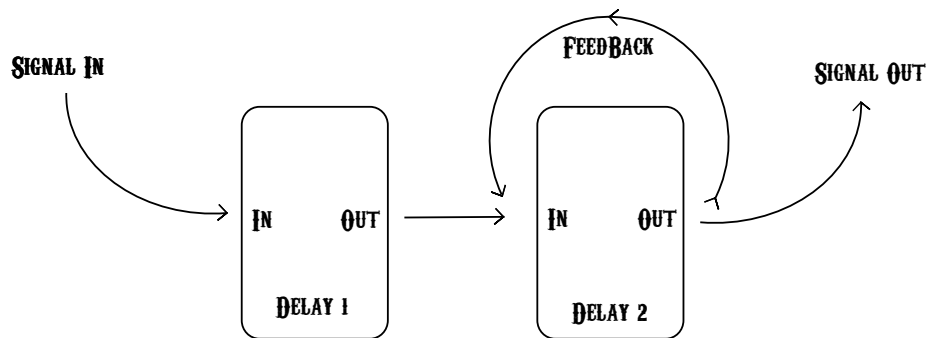 Signal In
FeedBack
Signal Out
In
Out
In
Out
Delay 1
Delay 2